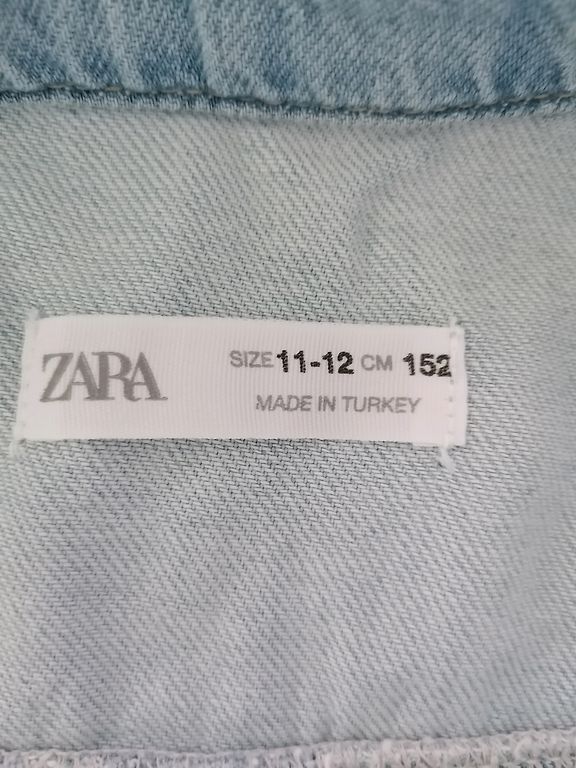 ZARA
SIZE 11-12 CM 152
MADE IN TURKEY